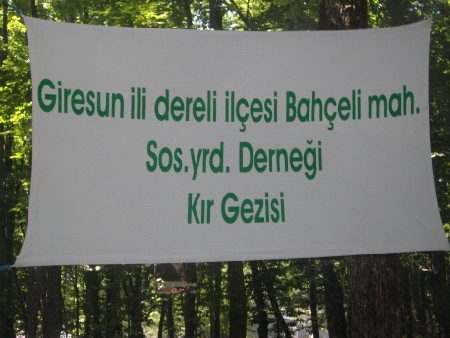 Giresun ili dereli ilçesi Bahçeli mah.
Sos.yrd. Derneği
Kır Gezisi